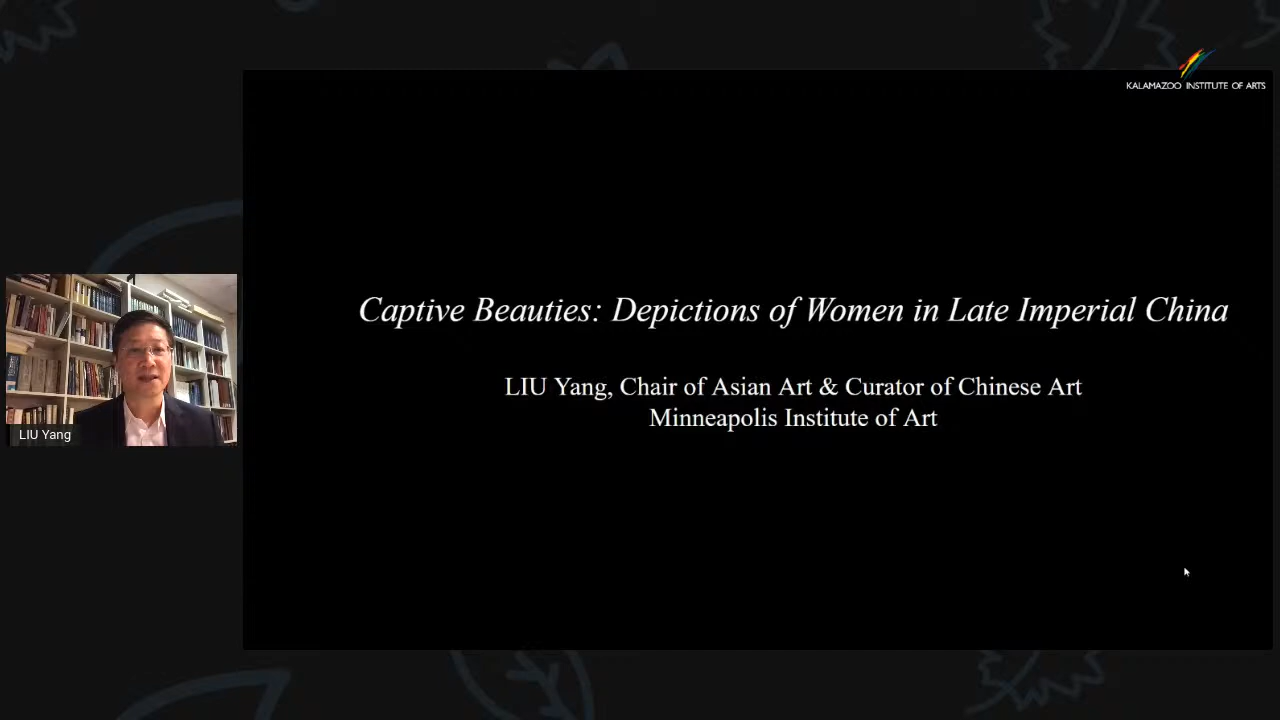 KALAMAZOO INSTITUTE OF ARTS
Captive Beauties: Depictions of Women in Late Imperial China
LIU Yang, Chair of Asian Art & Curator of Chinese Art
Minneapolis Institute of Art
LIU Yang